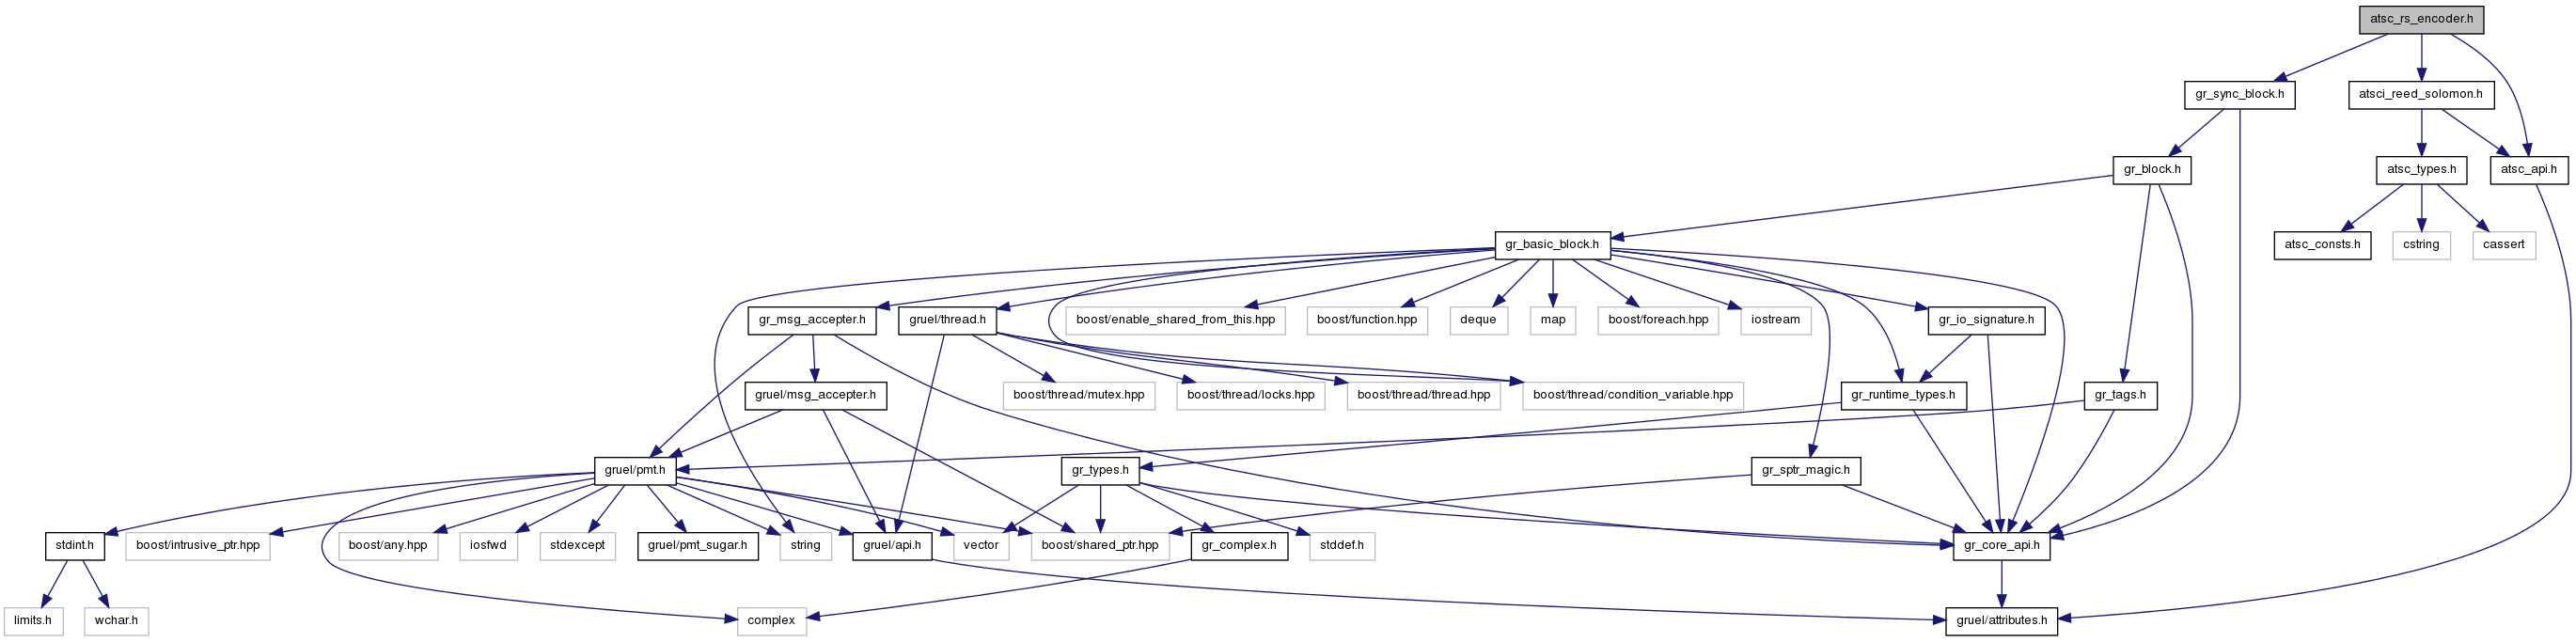 atsc_rs_encoder.h
gr_sync_block.h
atsci_reed_solomon.h
gr_block.h
atsc_types.h
atsc_api.h
gr_basic_block.h
atsc_consts.h
cstring
cassert
gr_msg_accepter.h
gruel/thread.h
boost/enable_shared_from_this.hpp
boost/function.hpp
deque
map
boost/foreach.hpp
iostream
gr_io_signature.h
gruel/msg_accepter.h
boost/thread/mutex.hpp
boost/thread/locks.hpp
boost/thread/thread.hpp
boost/thread/condition_variable.hpp
gr_runtime_types.h
gr_tags.h
gruel/pmt.h
gr_types.h
gr_sptr_magic.h
stdint.h
boost/intrusive_ptr.hpp
boost/any.hpp
iosfwd
stdexcept
gruel/pmt_sugar.h
string
gruel/api.h
vector
boost/shared_ptr.hpp
gr_complex.h
stddef.h
gr_core_api.h
limits.h
wchar.h
complex
gruel/attributes.h